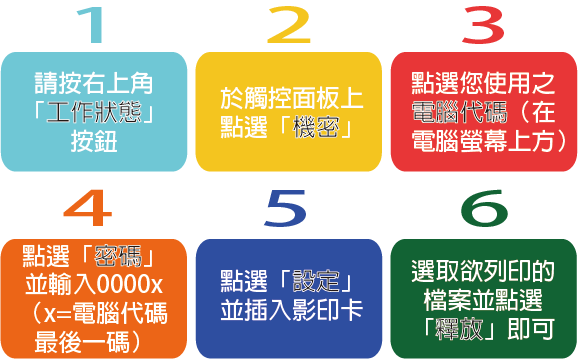 1
請按右上角
「工作狀態」
按鈕
2
於觸控面板上
點選「機密」
3
點選您使用之
電腦代碼（在
電腦螢幕上方）
4
點選「密碼」
並輸入0000x
（x=電腦代碼
最後一碼）
5
點選「設定」
並插入影印卡
6
選取欲列印的
檔案並點選
「釋放」即可